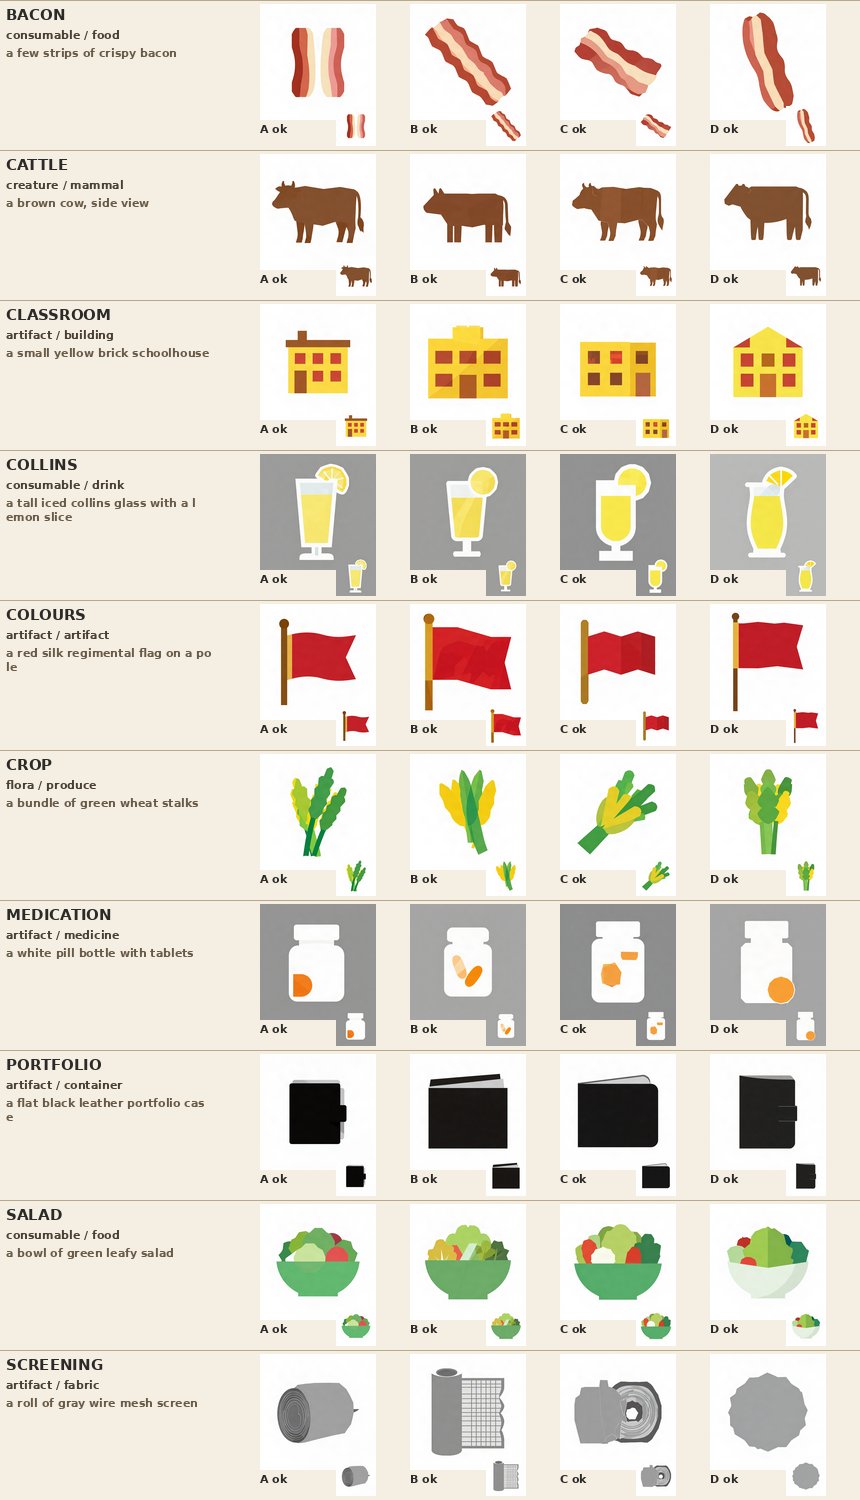 BACON
consumable / food
a few strips of crispy bacon
A ok
B ok
C ok
D ok
CATTLE
creature / mammal
a brown cow, side view
A ok
B ok
C ok
D ok
CLASSROOM
artifact / building
a small yellow brick schoolhouse
A ok
B ok
C ok
D ok
COLLINS
consumable / drink
a tall iced collins glass with a l
emon slice
A ok
B ok
C ok
D ok
COLOURS
artifact / artifact
a red silk regimental flag on a po
le
A ok
B ok
C ok
D ok
CROP
flora / produce
a bundle of green wheat stalks
A ok
B ok
C ok
D ok
MEDICATION
artifact / medicine
a white pill bottle with tablets
A ok
B ok
C ok
D ok
PORTFOLIO
artifact / container
a flat black leather portfolio cas
e
A ok
B ok
C ok
D ok
SALAD
consumable / food
a bowl of green leafy salad
A ok
B ok
C ok
D ok
SCREENING
artifact / fabric
a roll of gray wire mesh screen
A ok
B ok
C ok
D ok